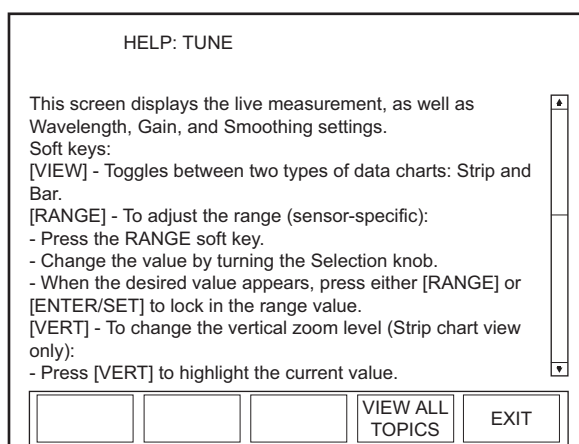 HELP: TUNE
This screen displays the live measurement, as well as
Wavelength, Gain, and Smoothing settings.
Soft keys:
[VIEW] - Toggles between two types of data charts: Strip and
Bar.
[RANGE] - To adjust the range (sensor-specific):
- Press the RANGE soft key.
- Change the value by turning the Selection knob.
- When the desired value appears, press either [RANGE] or
[ENTER/SET] to lock in the range value.
[VERT] - To change the vertical zoom level (Strip chart view
only):
- Press [VERT] to highlight the current value.
VIEW ALL
TOPICS
EXIT